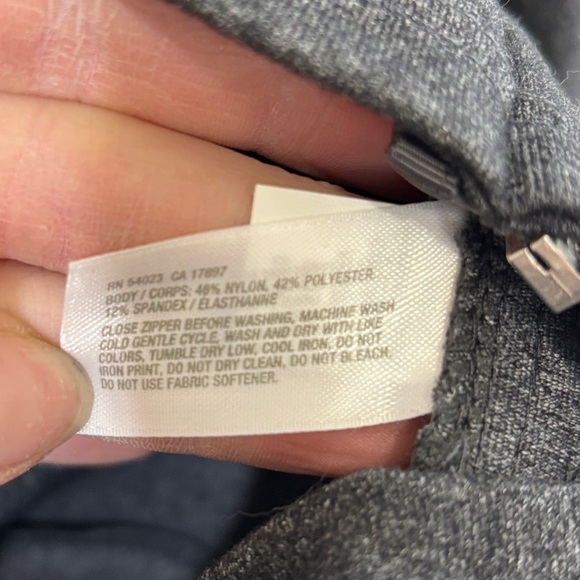 RN 54023 CA 17897
BODY / CORPS: 46% NYLON, 42% POLYESTER
12% SPANDEX / ELASTHANNE
CLOSE ZIPPER BEFORE WASHING, MACHINE WASH
COLD GENTLE CYCLE, WASH AND DRY WITH LIKE
COLORS, TUMBLE DRY LOW, COOL IRON, DO NOT
IRON PRINT, DO NOT DRY CLEAN, DO NOT BLEACH,
DO NOT USE FABRIC SOFTENER.